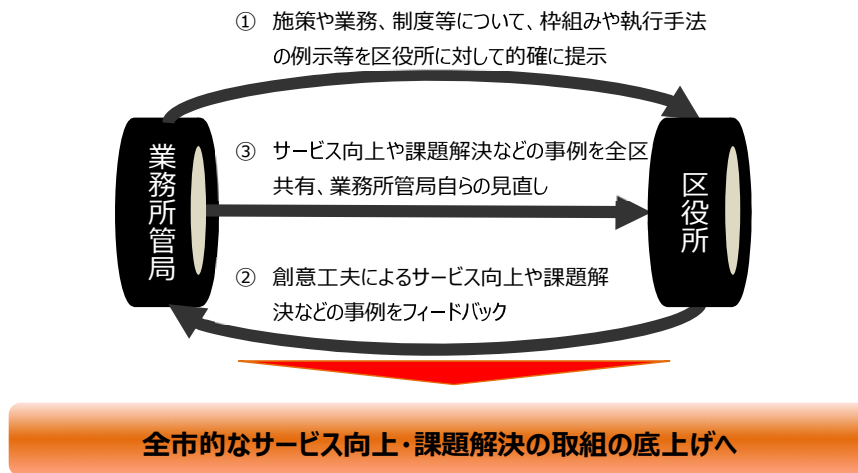 ① 施策や業務、制度等について、枠組みや執行手法
の例示等を区役所に対して的確に提示
業務所管局
③ サービス向上や課題解決などの事例を全区
共有、業務所管局自らの見直し
区役所
② 創意工夫によるサービス向上や課題解
決などの事例をフィードバック
全市的なサービス向上・課題解決の取組の底上げへ